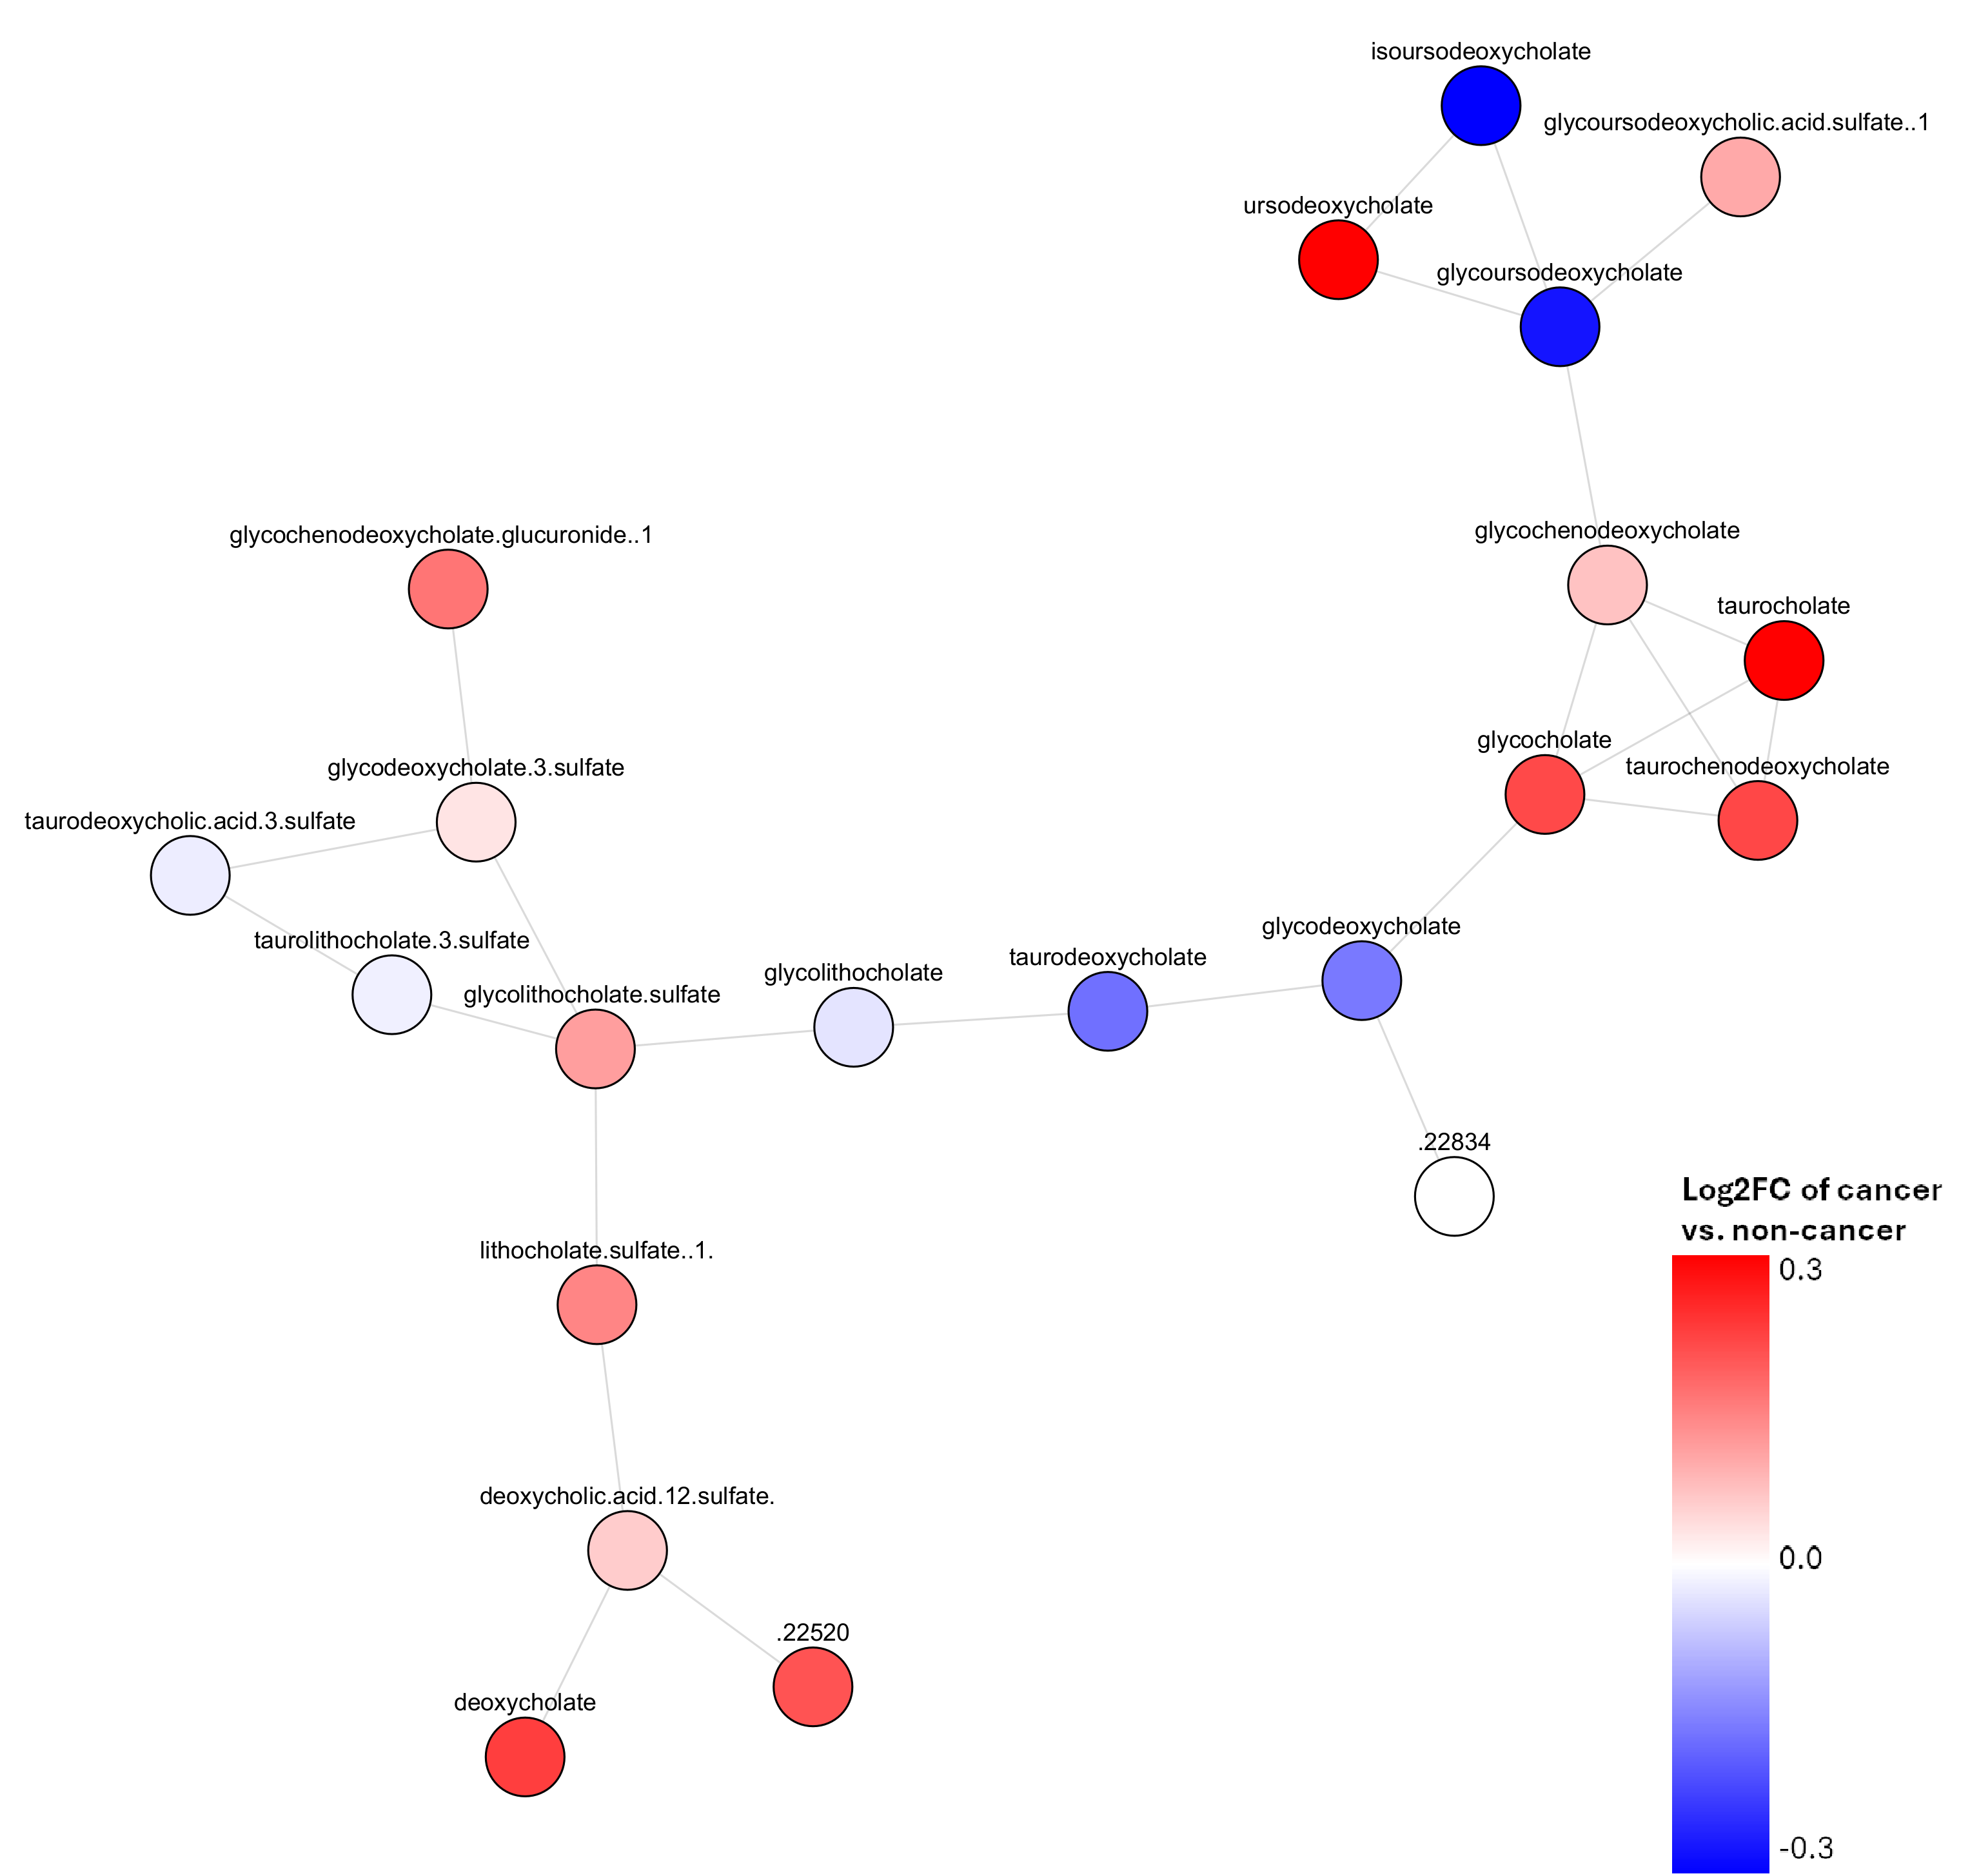 isoursodeoxycholate
glycoursodeoxycholic.acid.sulfate..1
ursodeoxycholate
glycoursodeoxycholate
glycochenodeoxycholate
glycochenodeoxycholate.glucuronide..1
taurocholate
glycocholate
taurochenodeoxycholate
glycodeoxycholate.3.sulfate
taurodeoxycholic.acid.3.sulfate
glycodeoxycholate
taurolithocholate.3.sulfate
taurodeoxycholate
glycolithocholate
glycolithocholate.sulfate
.22834
Log2FC of cancer
vs. non-cancer
lithocholate.sulfate..1.
0.3
deoxycholic.acid.12.sulfate.
0.0
.22520
deoxycholate
-0.3